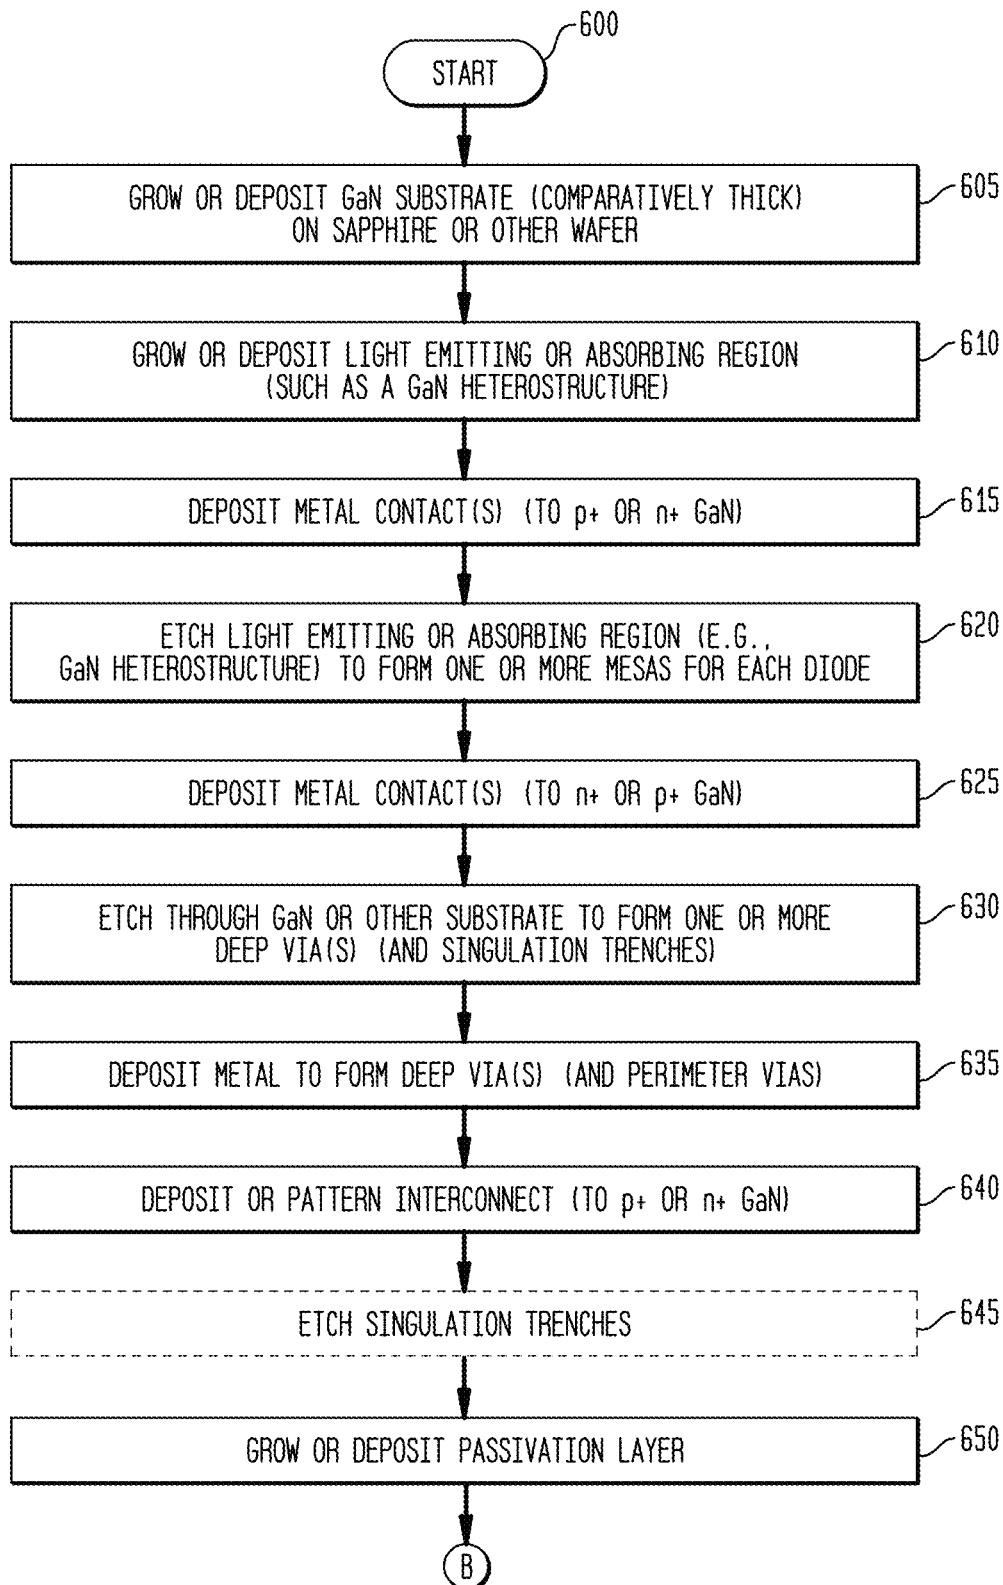 600
START
GROW OR DEPOSIT GaN SUBSTRATE (COMPARATIVELY THICK)
ON SAPPHIRE OR OTHER WAFER
605
GROW OR DEPOSIT LIGHT EMITTING OR ABSORBING REGION
(SUCH AS A GaN HETEROSTRUCTURE)
610
DEPOSIT METAL CONTACT(S) (TO p+ OR n+ GaN)
615
ETCH LIGHT EMITTING OR ABSORBING REGION (E.G.,
GaN HETEROSTRUCTURE) TO FORM ONE OR MORE MESAS FOR EACH DIODE
620
DEPOSIT METAL CONTACT(S) (TO n+ OR p+ GaN)
625
ETCH THROUGH GaN OR OTHER SUBSTRATE TO FORM ONE OR MORE
DEEP VIA(S) (AND SINGULATION TRENCHES)
630
DEPOSIT METAL TO FORM DEEP VIA(S) (AND PERIMETER VIAS)
635
DEPOSIT OR PATTERN INTERCONNECT (TO p+ OR n+ GaN)
640
ETCH SINGULATION TRENCHES
645
GROW OR DEPOSIT PASSIVATION LAYER
650
B